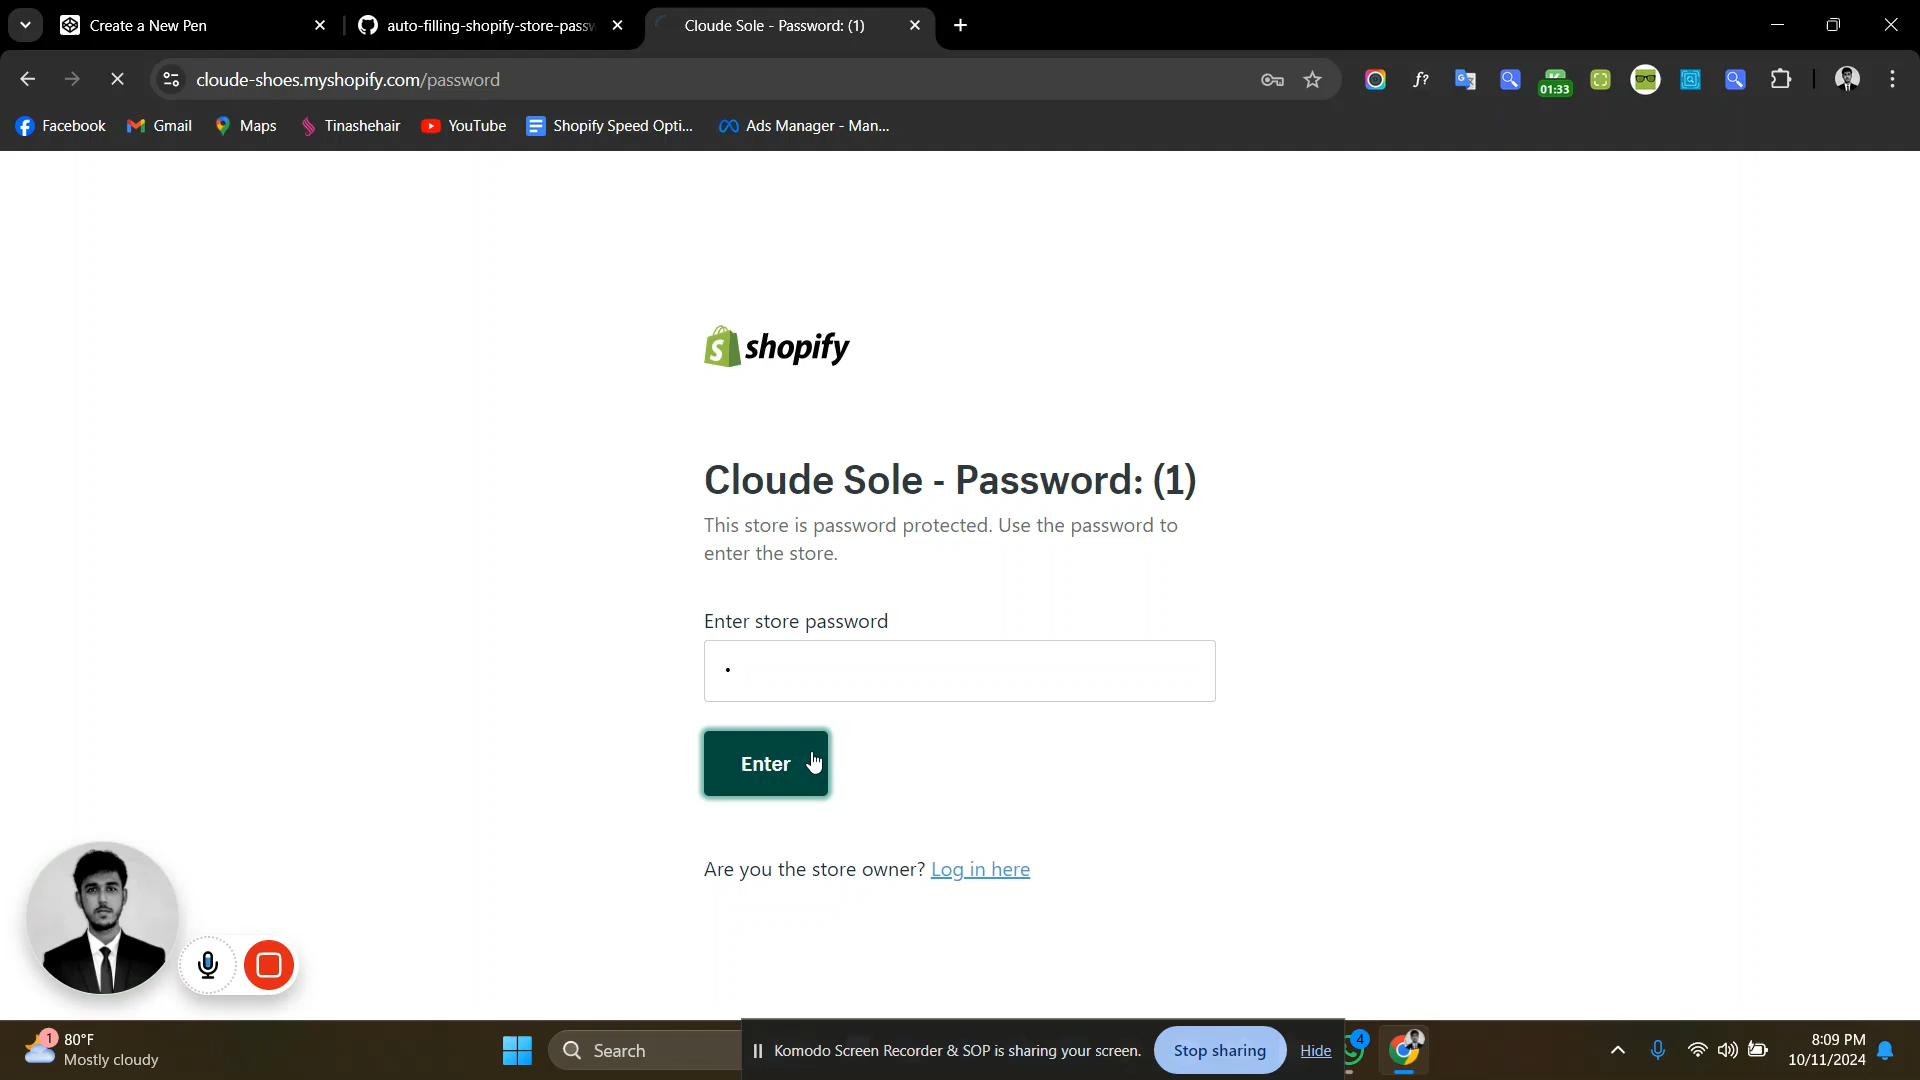 Create a New Pen
auto-filling-shopify-store-passw
Cloude Sole - Password: (1)
cloude-shoes.myshopify.com/password
f?
01:33
Facebook
Gmail
Maps
Tinashehair
YouTube
Shopify Speed Opti...
Ads Manager - Man...
shopify
Cloude Sole - Password: (1)
This store is password protected. Use the password to
enter the store.
Enter store password
•
Enter
Are you the store owner? Log in here
1
80°F
Mostly cloudy
Search
Komodo Screen Recorder & SOP is sharing your screen.
Stop sharing
Hide
4
8:09 PM
10/11/2024